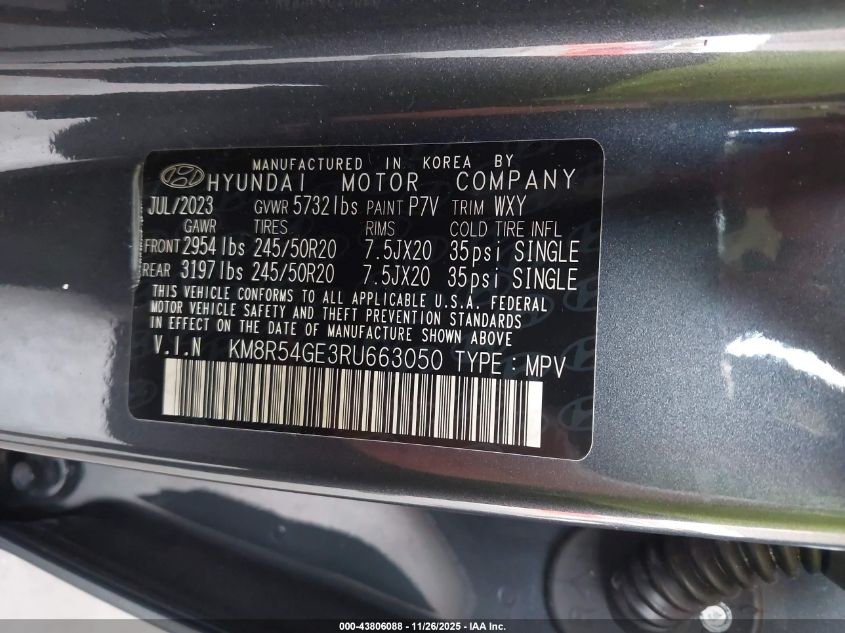 MANUFACTURED IN KOREA BY
HYUNDAI MOTOR COMPANY
JUL/2023 GVWR 5732lbs PAINT P7V TRIM WXY
GAWR TIRES RIMS COLD TIRE INFL
FRONT 2954lbs 245/50R20 7.5JX20 35psi SINGLE
REAR 3197lbs 245/50R20 7.5JX20 35psi SINGLE
THIS VEHICLE CONFORMS TO ALL APPLICABLE U.S.A. FEDERAL
MOTOR VEHICLE SAFETY AND THEFT PREVENTION STANDARDS
IN EFFECT ON THE DATE OF MANUFACTURE SHOWN ABOVE
V.I.N KM8R54GE3RU663050 TYPE : MPV
000-43806088 - 11/26/2025 - IAA Inc.